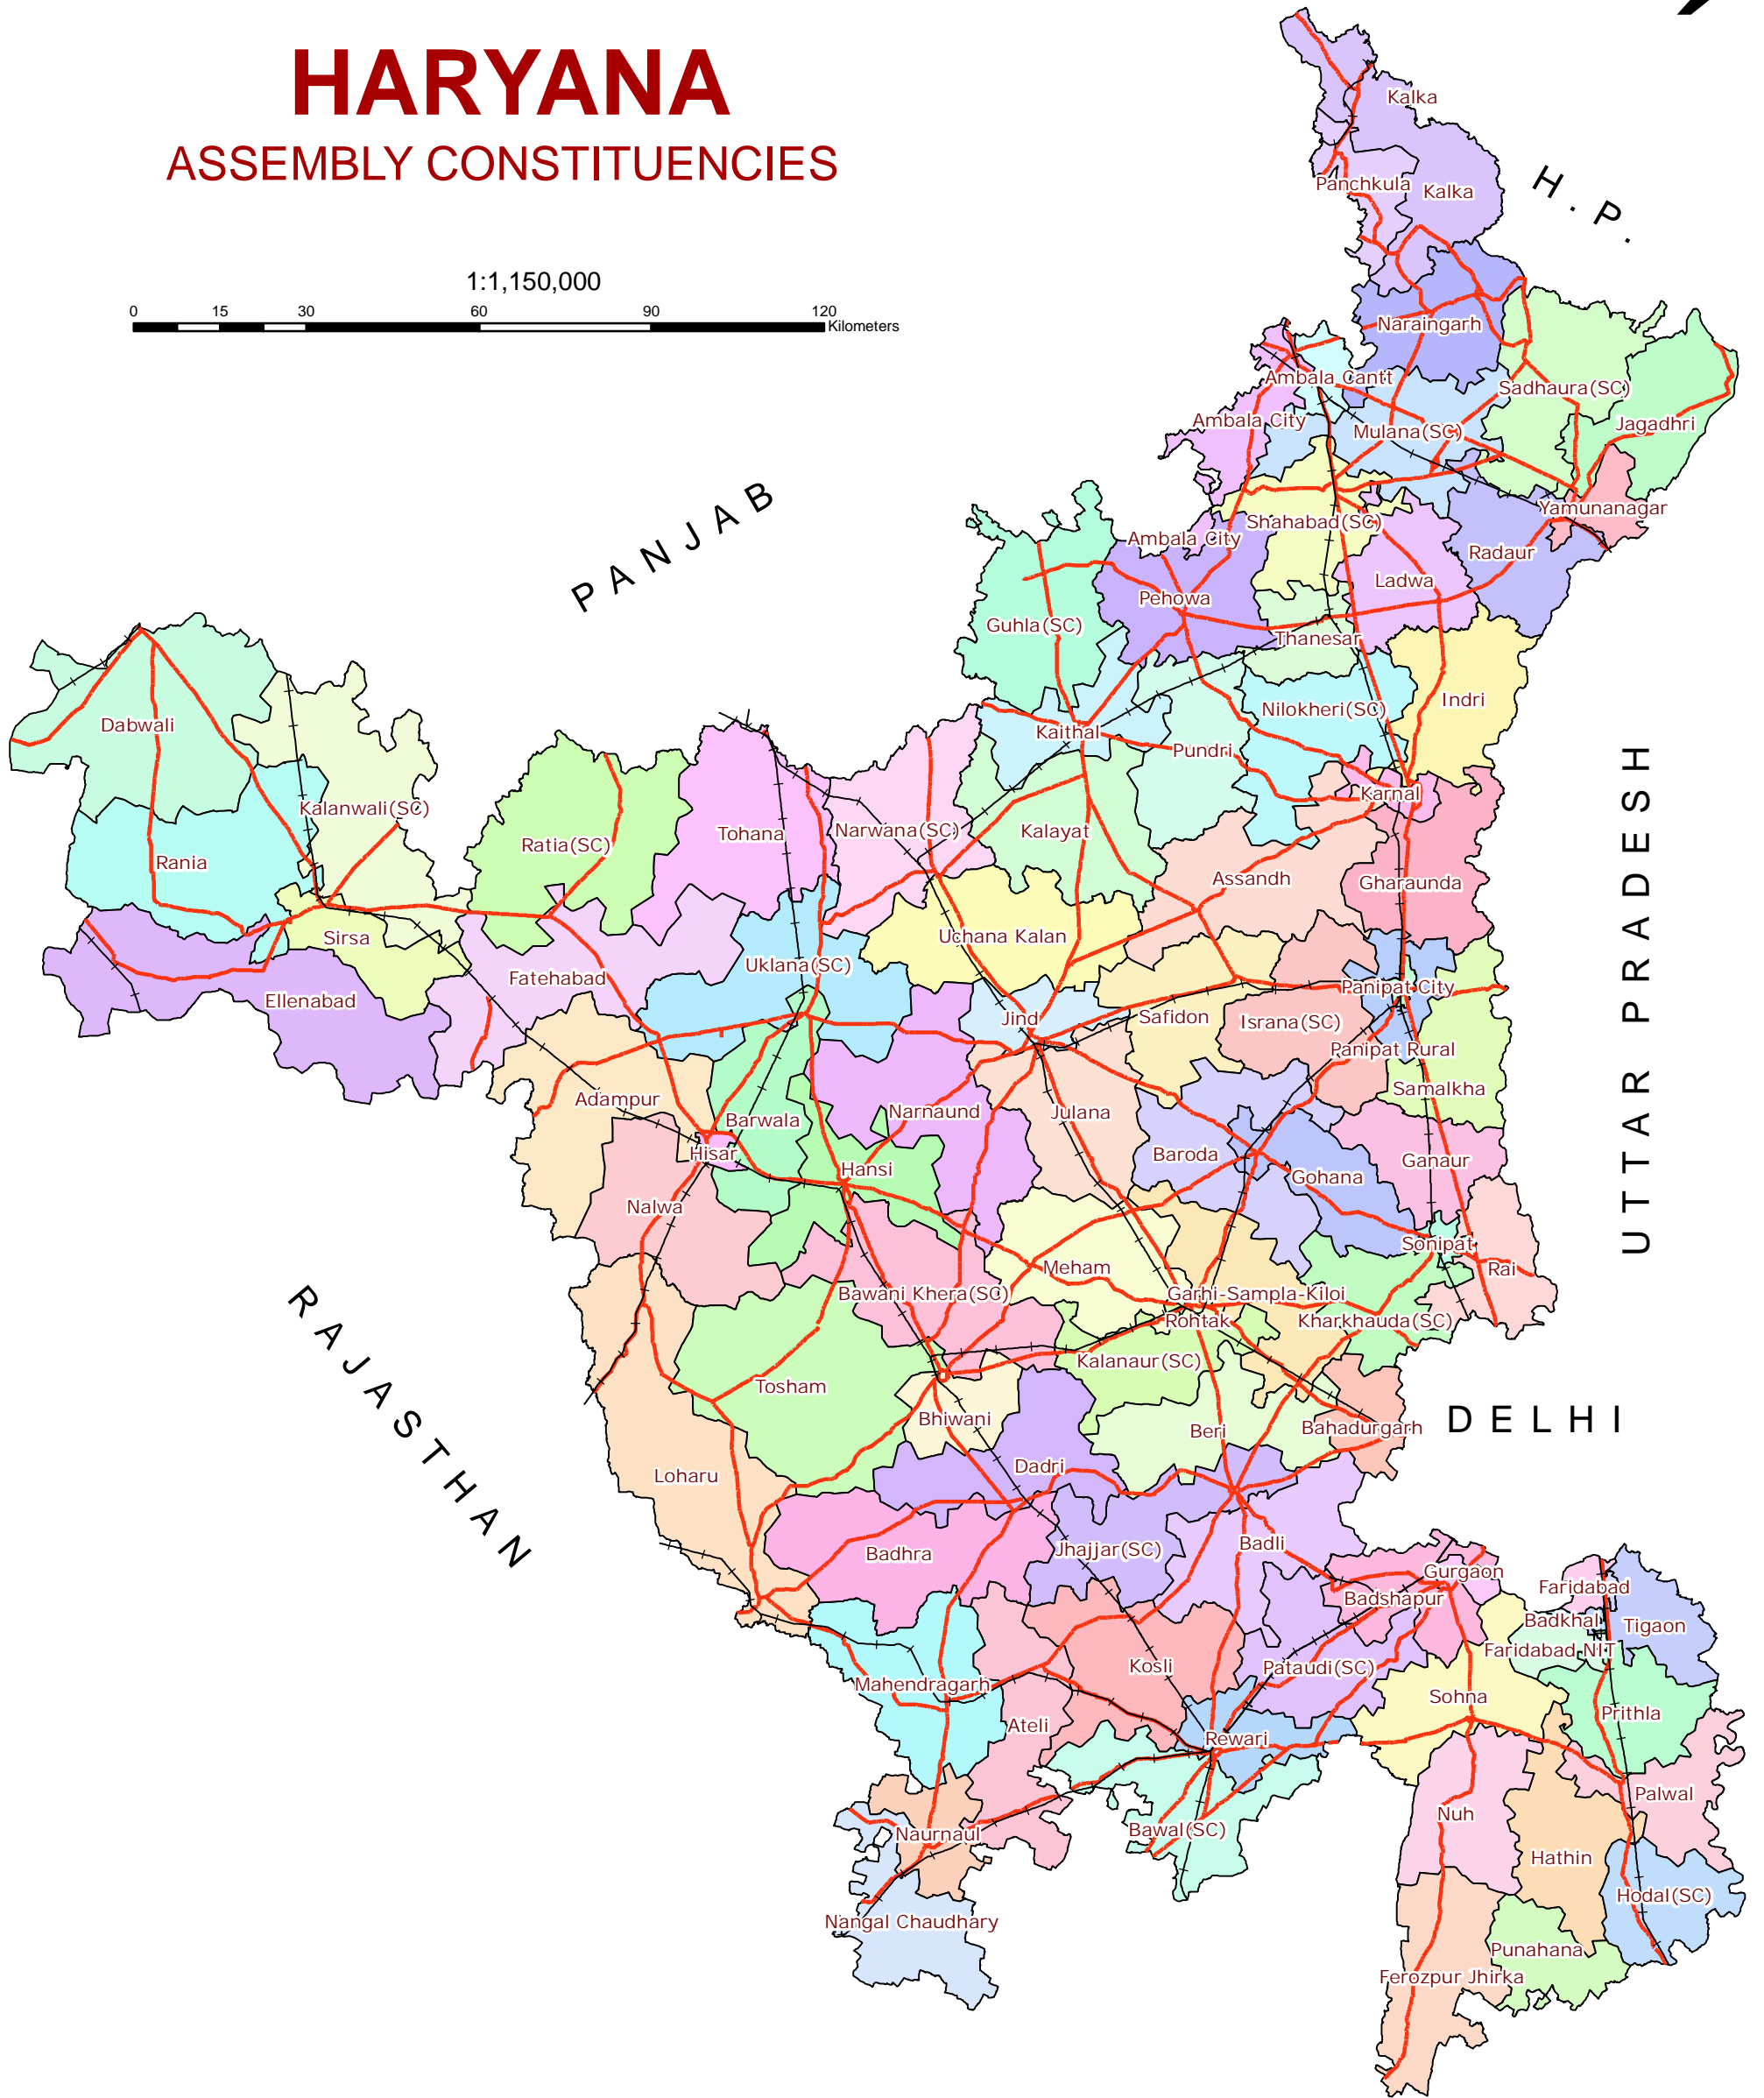 HARYANA
ASSEMBLY CONSTITUENCIES
1:1,150,000
0 15 30 60 90 120
Kilometers
Kalka
H.P.
Panchkula
Kalka
Naraingarh
Ambala Cantt
Sadhaura(SC)
Ambala City
Mulana(SC)
Jagadhri
PANJAB
Yamunanagar
Shahabad(SC)
Ambala City
Radaur
Ladwa
Pehowa
Guhla(SC)
Thanesar
Indri
Nilokheri(SC)
Dabwali
Kaithal
Pundri
UTTAR PRADESH
Karnal
Kalanwali(SC)
Narwana(SC)
Kalayat
Tohana
Ratia(SC)
Rania
Assandh
Gharaunda
Sirsa
Uchana Kalan
Uklana(SC)
Fatehabad
Panipat City
Ellenabad
Jind
Safidon
Israna(SC)
Panipat Rural
Samalkha
Adampur
Narnaund
Julana
Barwala
Hisar
Baroda
Ganaur
Hansi
Gohana
Nalwa
Sonipat
Meham
Rai
Bawani Khera(SC)
Garhi-Sampla-Kiloi
Rohtak
Kharkhauda(SC)
RAJASTHAN
Kalanaur(SC)
Tosham
Bhiwani
DELHI
Beri
Bahadurgarh
Dadri
Loharu
Badhra
Jhajjar(SC)
Badli
Gurgaon
Faridabad
Badshapur
Badkhal
Tigaon
Faridabad NIT
Kosli
Pataudi(SC)
Mahendragarh
Sohna
Prithla
Ateli
Rewari
Palwal
Nuh
Bawal(SC)
Naurnaul
Hathin
Hodal(SC)
Nangal Chaudhary
Punahana
Ferozpur Jhirka